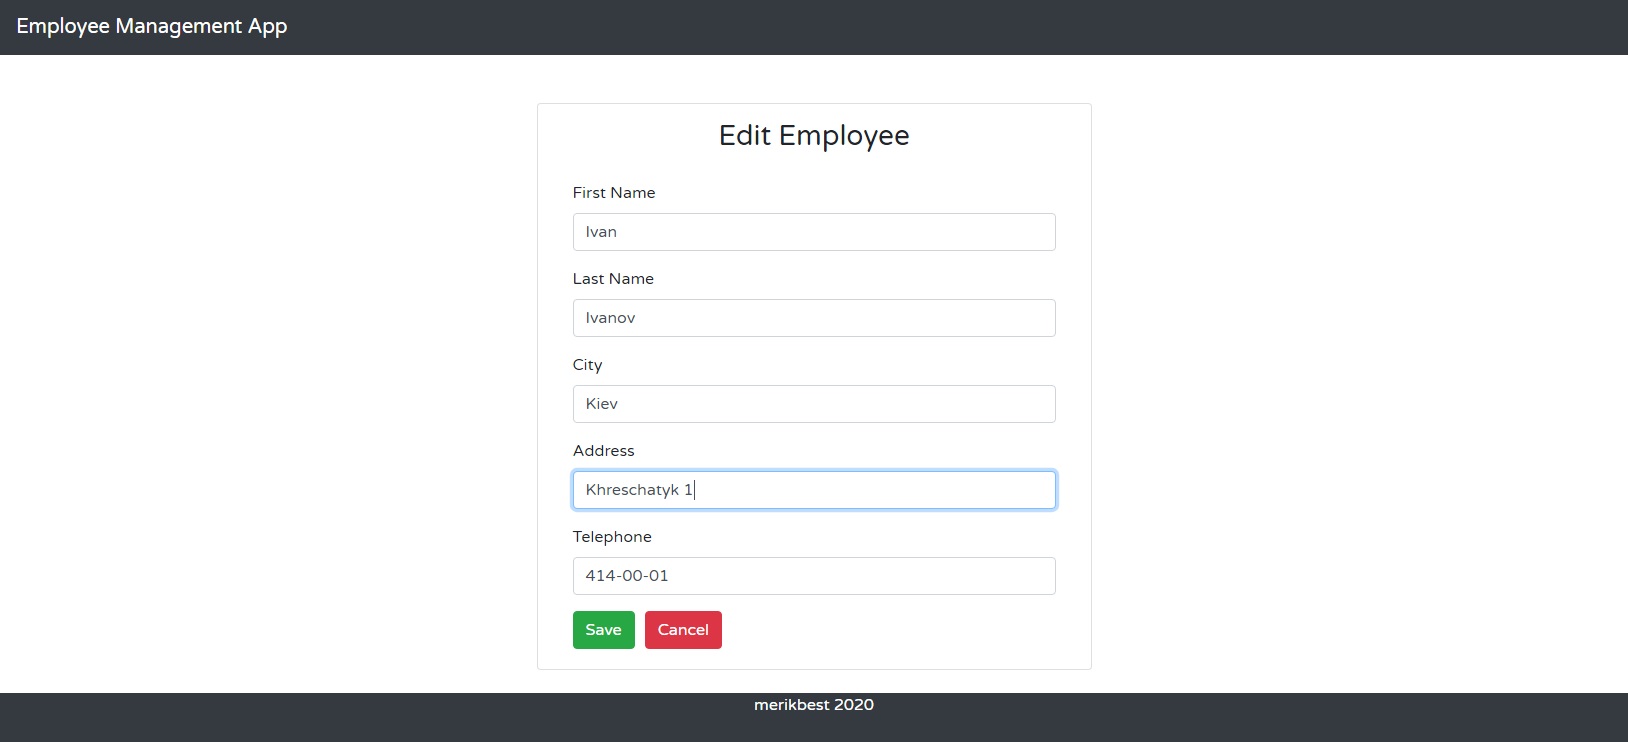 Employee Management App
Edit Employee
First Name
Ivan
Last Name
Ivanov
City
Kiev
Address
Khreschatyk 1
Telephone
414-00-01
Save Cancel
merikbest 2020